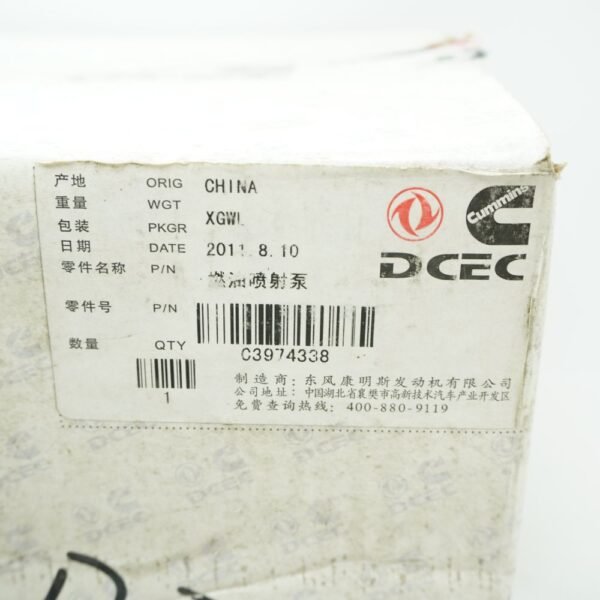 产地 ORIG CHINA
重量 WGT
包装 PKGR XGWL
日期 DATE 2011.8.10
零件名称 P/N 燃油喷射泵
零件号 P/N
C3974338
数量 QTY
1
Cummins
DCEC
制造商：东风康明斯发动机有限公司
公司地址：中国湖北省襄樊市高新技术汽车产业开发区
免费查询热线：400-880-9119